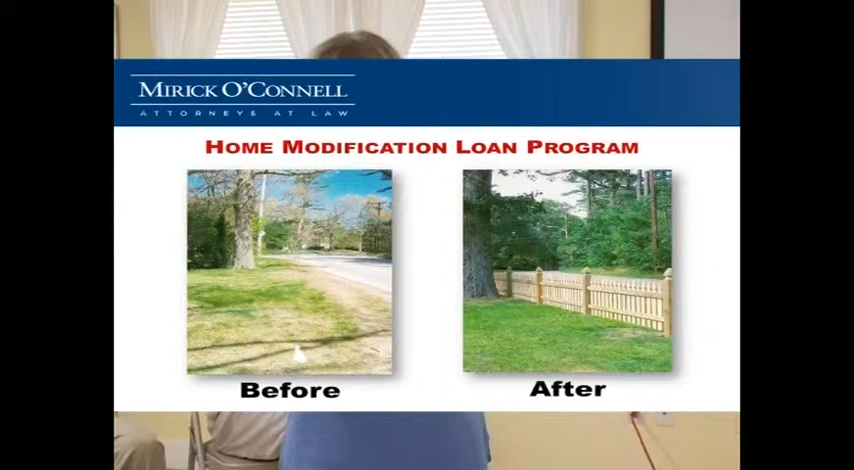 MIRICK O'CONNELL
ATTORNEYS AT LAW
HOME MODIFICATION LOAN PROGRAM
Before
After